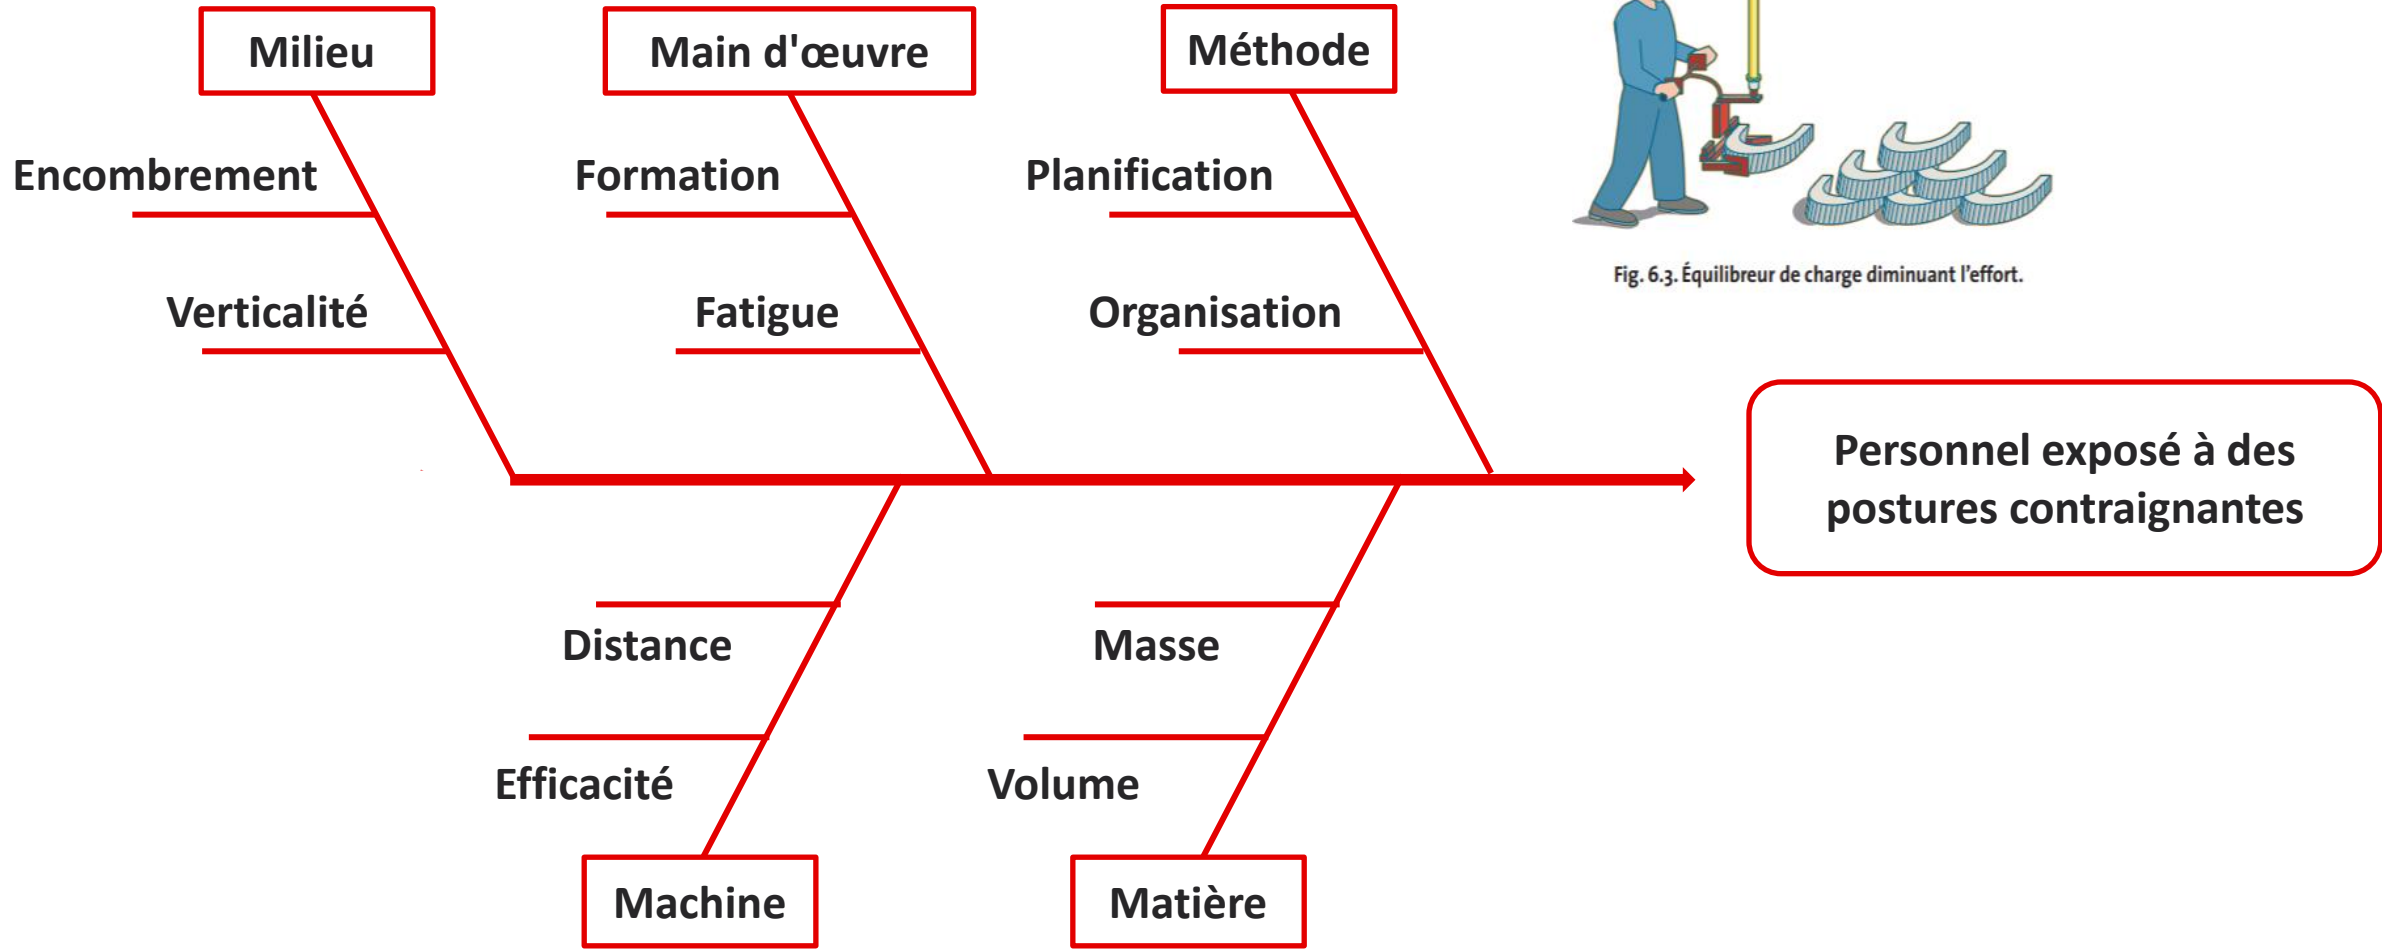 Milieu
Main d'œuvre
Méthode
Encombrement
Formation
Planification
Verticalité
Fatigue
Organisation
Fig. 6.3. Équilibreur de charge diminuant l'effort.
Personnel exposé à des
postures contraignantes
Distance
Masse
Efficacité
Volume
Machine
Matière